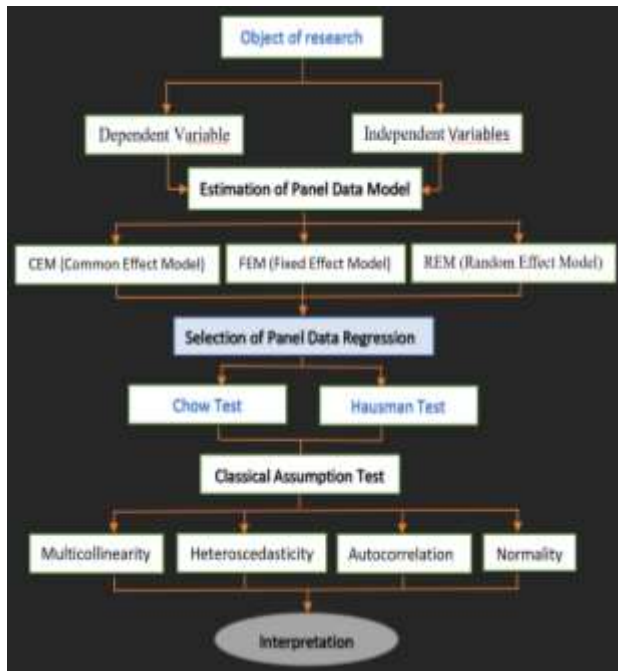 Object of research
Dependent Variable
Independent Variables
Estimation of Panel Data Model
CEM (Common Effect Model)
FEM (Fixed Effect Model)
REM (Random Effect Model)
Selection of Panel Data Regression
Chow Test
Hausman Test
Classical Assumption Test
Multicollinearity
Heteroscedasticity
Autocorrelation
Normality
Interpretation